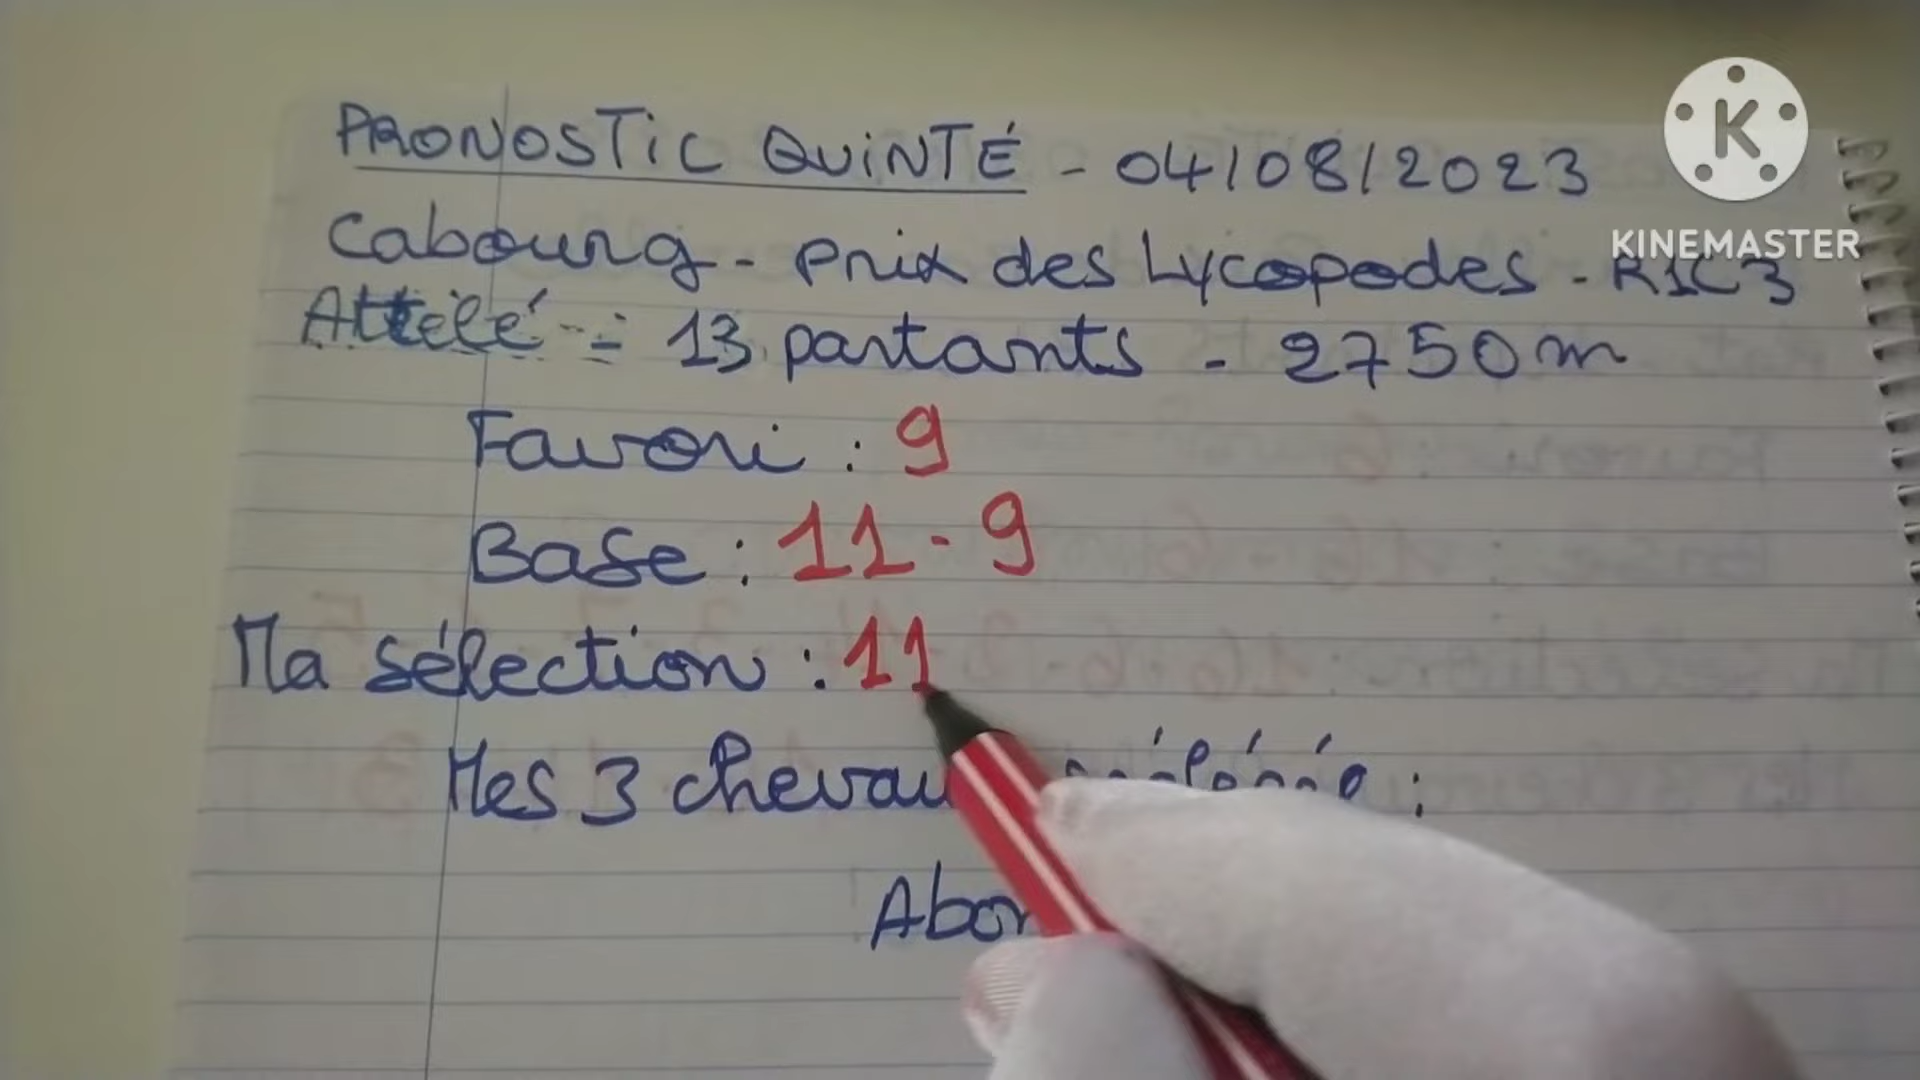 PRONOSTIC QUINTÉ - 04/08/2023
Cabourg - Prix des Lycopodes - R1C3
Attelé - 13 partants - 2750m
Favori : 9
Base : 11 - 9
Ma sélection : 11
Mes 3 chevau :
Abon
K
KINEMASTER